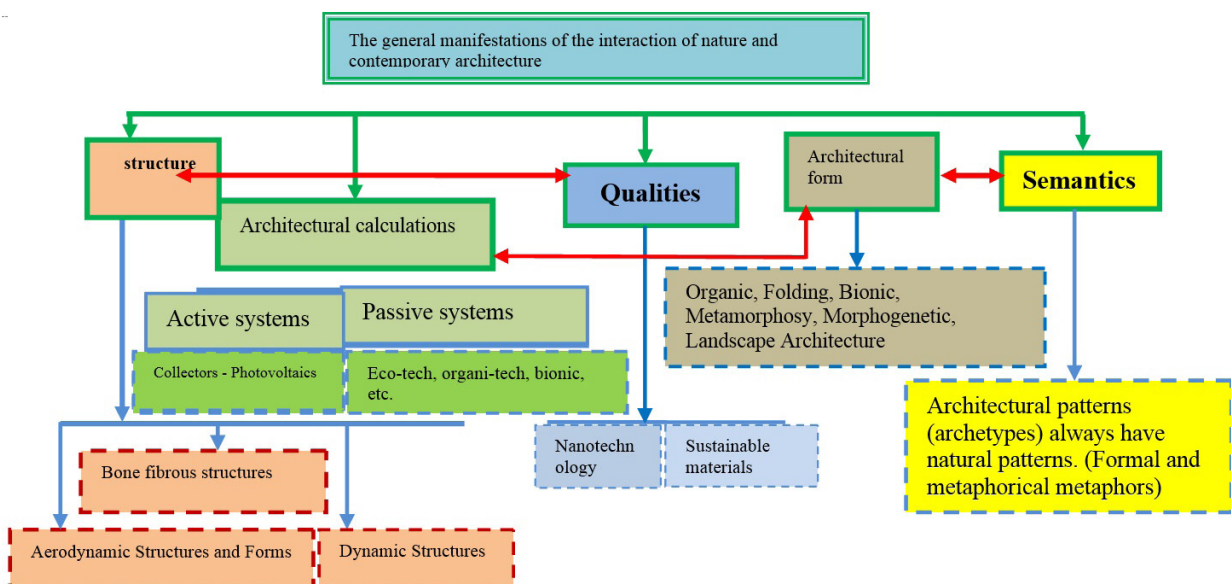 --
The general manifestations of the interaction of nature and
contemporary architecture
structure
Qualities
Architectural
form
Semantics
Architectural calculations
Active systems
Passive systems
Collectors - Photovoltaics
Eco-tech, organi-tech, bionic,
etc.
Organic, Folding, Bionic,
Metamorphosy, Morphogenetic,
Landscape Architecture
Architectural patterns
(archetypes) always have
natural patterns. (Formal and
metaphorical metaphors)
Nanotechn
ology
Sustainable
materials
Bone fibrous structures
Aerodynamic Structures and Forms
Dynamic Structures